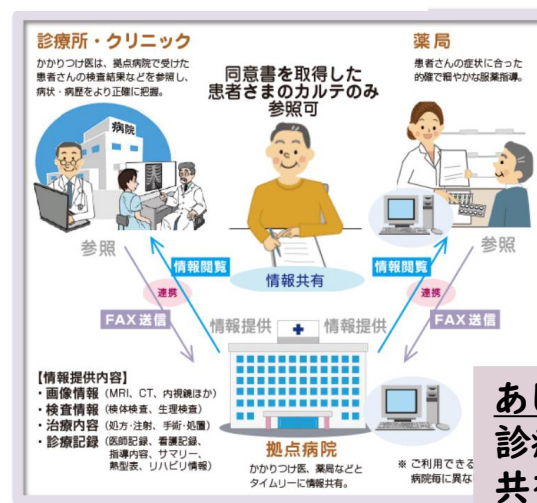 診療所・クリニック
かかりつけ医は、拠点病院で受けた
患者さんの検査結果などを参照し、
病状・病歴をより正確に把握。
同意書を取得した
患者さまのカルテのみ
参照可
薬局
患者さんの症状に合った
的確で細やかな服薬指導。
病院
参照
情報閲覧
連携
FAX送信
情報共有
情報閲覧
連携
参照
FAX送信
情報提供
情報提供
【情報提供内容】
・画像情報（MRI、CT、内視鏡ほか）
・検査情報（検体検査、生理検査）
・治療内容（処方・注射、手術・処置）
・診療記録（医師記録、看護記録、
指導内容、サマリー、
熱型表、リハビリ情報）
拠点病院
かかりつけ医、薬局などと
タイムリーに情報共有。
※ ご利用できる
病院毎に異な
あ
診
共